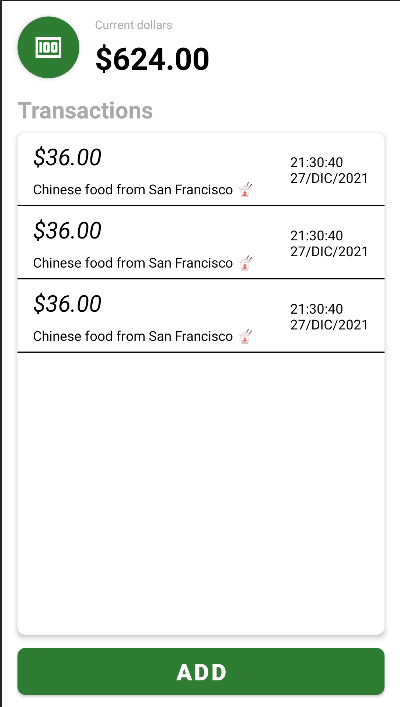 100
Current dollars
$624.00
Transactions
$36.00
21:30:40
27/DIC/2021
Chinese food from San Francisco 🥡
$36.00
21:30:40
27/DIC/2021
Chinese food from San Francisco 🥡
$36.00
21:30:40
27/DIC/2021
Chinese food from San Francisco 🥡
ADD